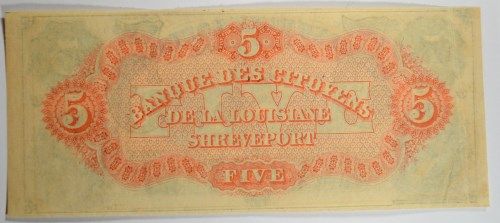 5
BANQUE DES CITOYENS
5 DE LA LOUISIANE 5
SHREVEPORT
FIVE